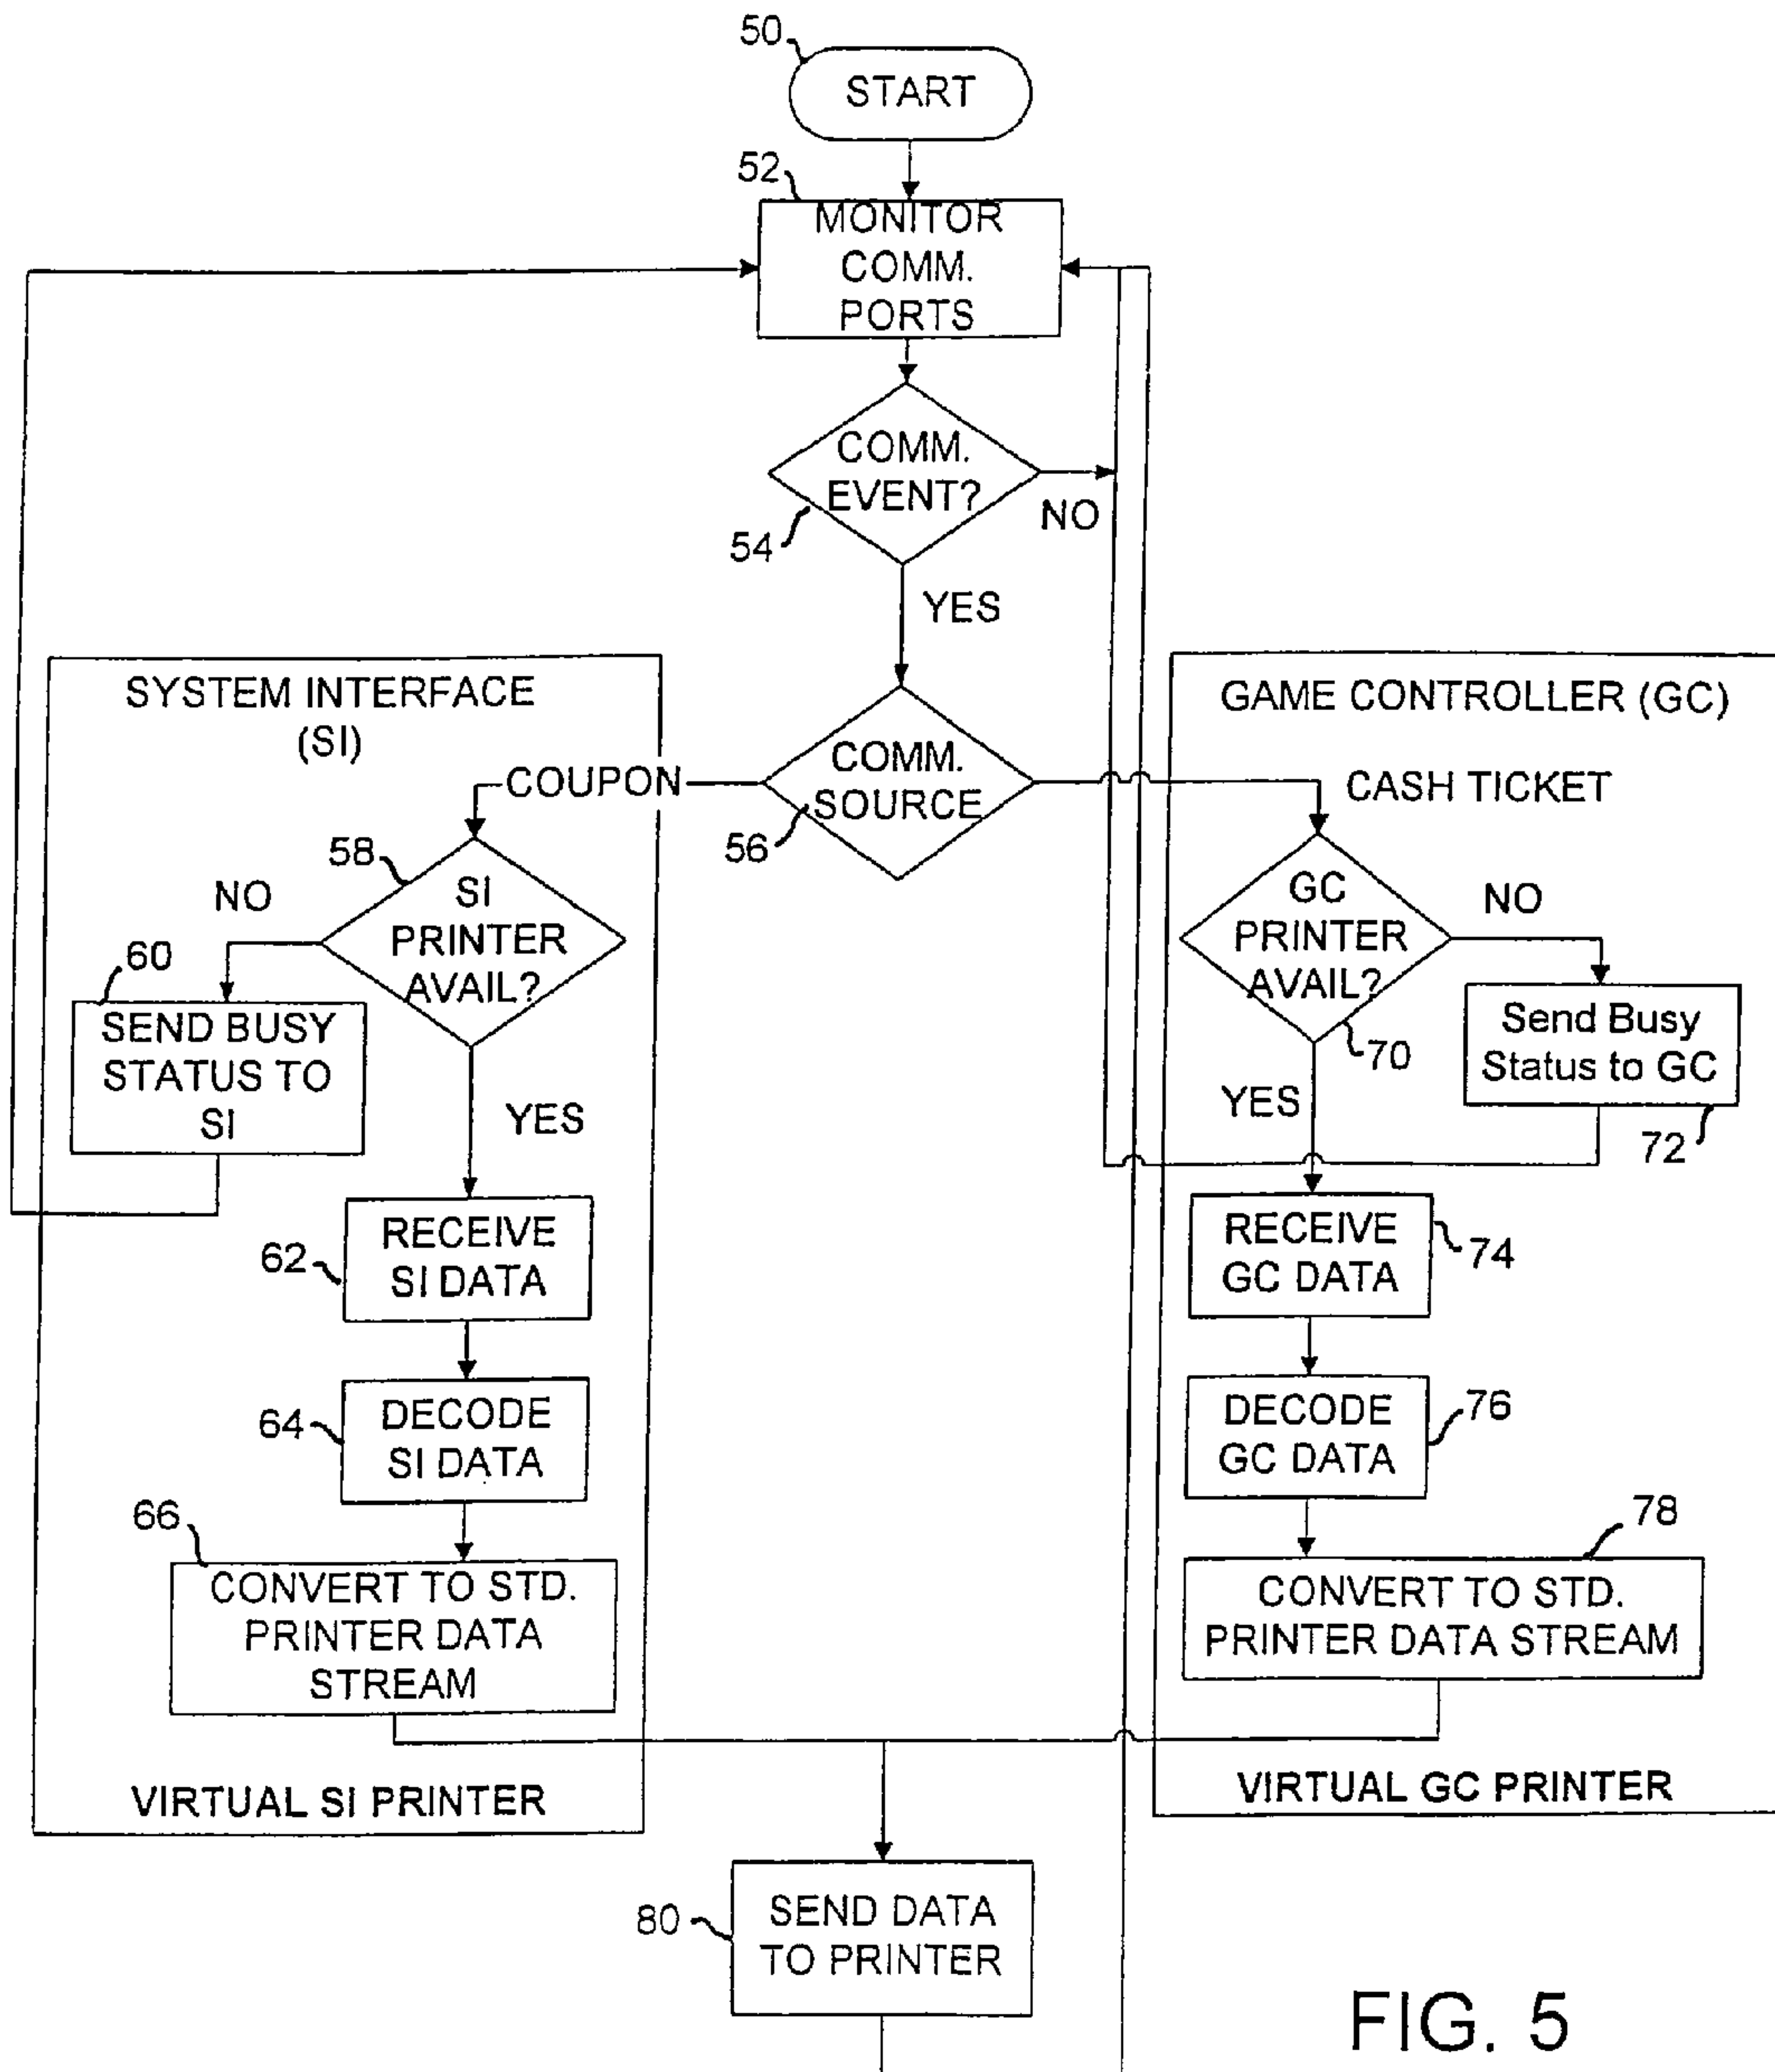 50
START
52
MONITOR
COMM.
PORTS
COMM.
EVENT?
54
NO
YES
SYSTEM INTERFACE
(SI)
GAME CONTROLLER (GC)
COUPON
COMM.
SOURCE
56
CASH TICKET
58
SI
PRINTER
AVAIL?
NO
GC
PRINTER
AVAIL?
70
NO
60
SEND BUSY
STATUS TO
SI
Send Busy
Status to GC
72
YES
YES
RECEIVE
SI DATA
62
RECEIVE
GC DATA
74
DECODE
SI DATA
64
DECODE
GC DATA
76
66
CONVERT TO STD.
PRINTER DATA
STREAM
78
CONVERT TO STD.
PRINTER DATA STREAM
VIRTUAL SI PRINTER
VIRTUAL GC PRINTER
80
SEND DATA
TO PRINTER
FIG. 5